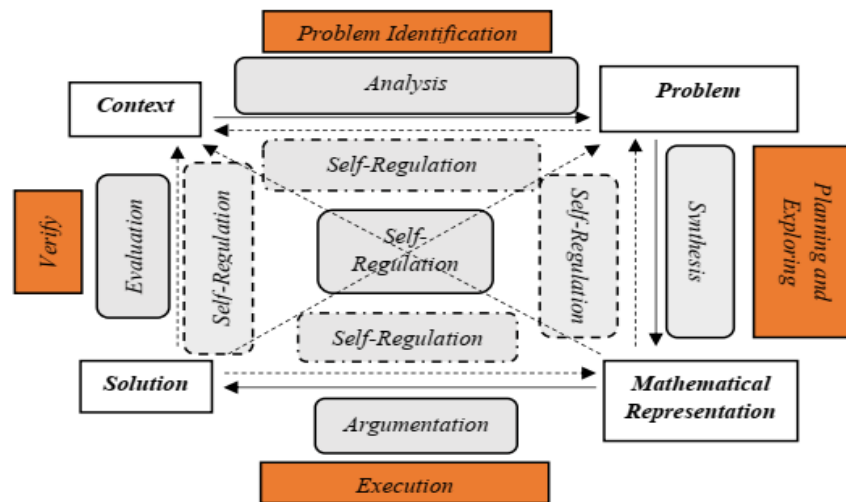 Problem Identification
Analysis
Context
Problem
Self-Regulation
Verify
Evaluation
Self-Regulation
Self-
Regulation
Self-Regulation
Synthesis
Planning and
Exploring
Self-Regulation
Solution
Mathematical
Representation
Argumentation
Execution